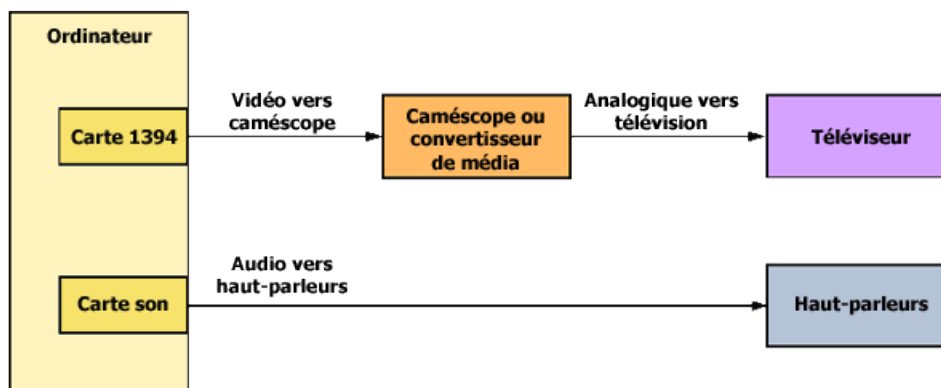 Ordinateur
Carte 1394
Vidéo vers
caméscope
Caméscope ou
convertisseur
de média
Analogique vers
télévision
Téléviseur
Carte son
Audio vers
haut-parleurs
Haut-parleurs